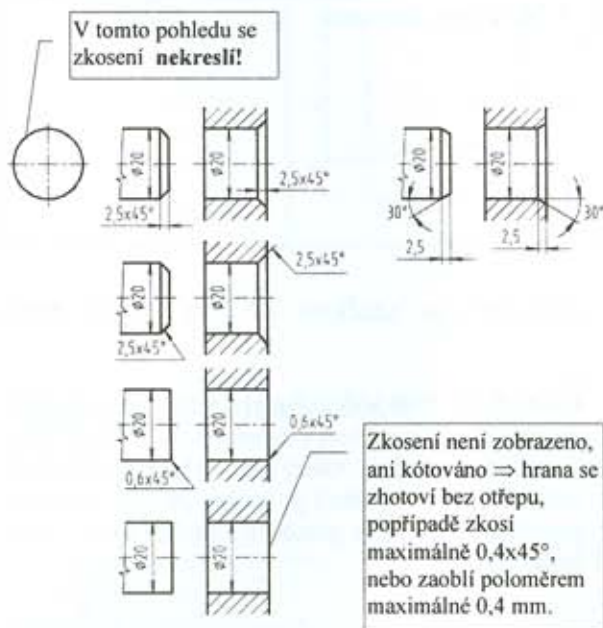 V tomto pohledu se
zkosení nekreslí!
ø20
ø20
2,5x45°
2,5x45°
ø20
ø20
30°
30°
2,5
2,5
ø20
ø20
2,5x45°
2,5x45°
ø20
ø20
0,6x45°
0,6x45°
ø20
ø20
Zkosení není zobrazeno,
ani kótováno ⇒ hrana se
zhotoví bez otřepu,
popřípadě zkosí
maximálně 0,4x45°,
nebo zaoblí poloměrem
maximálné 0,4 mm.